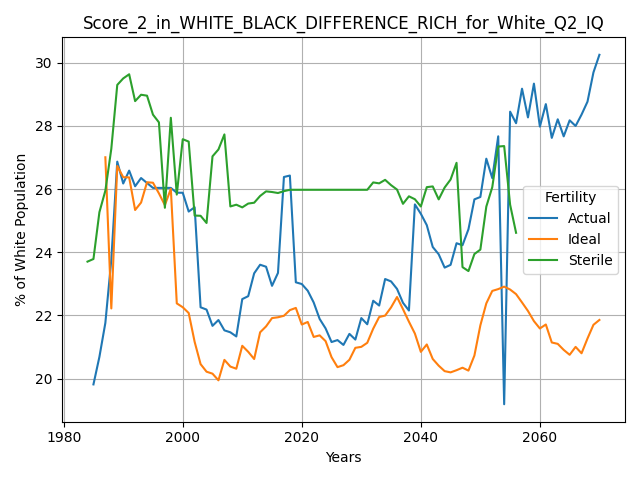 Score_2_in_WHITE_BLACK_DIFFERENCE_RICH_for_White_Q2_IQ
30
28
26
24
22
20
% of White Population
Fertility
Actual
Ideal
Sterile
1980
2000
2020
2040
2060
Years